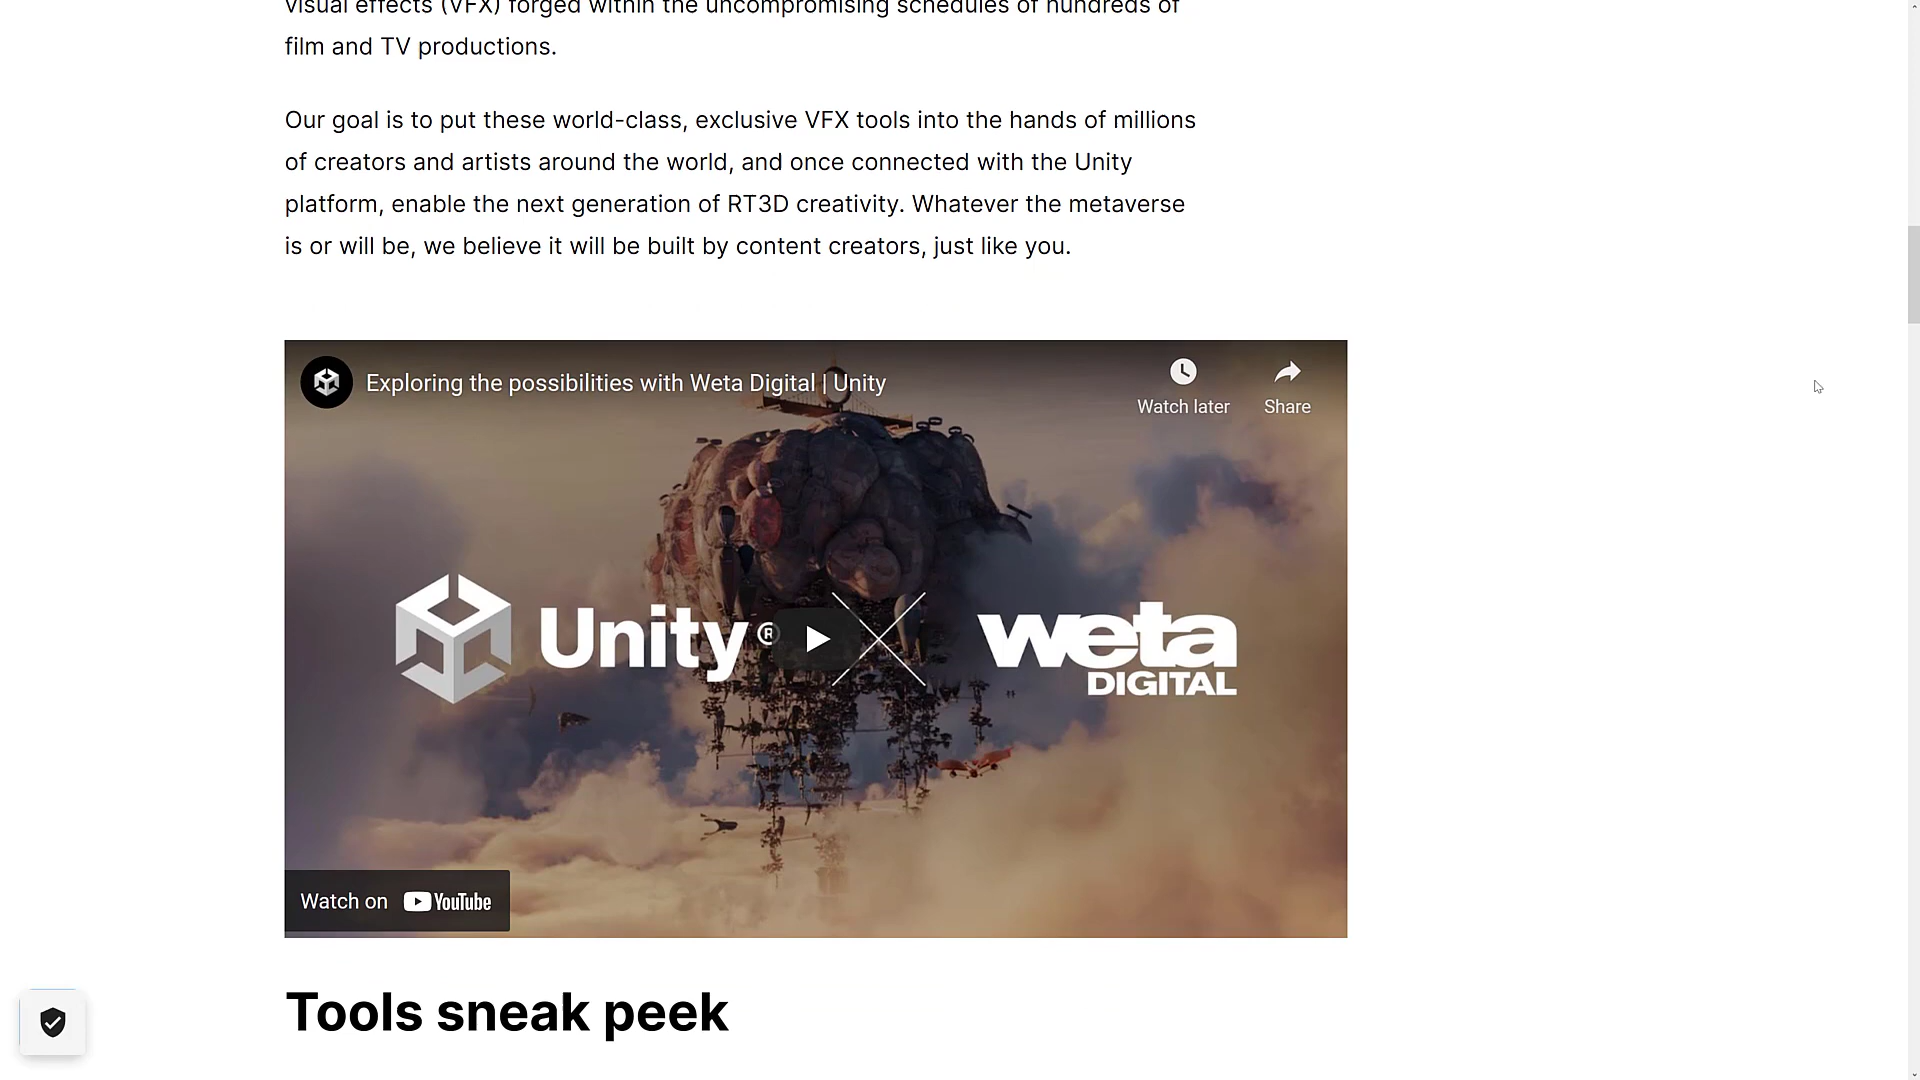 visual effects (VFX) forged within the uncompromising schedules of hundreds of
film and TV productions.
Our goal is to put these world-class, exclusive VFX tools into the hands of millions
of creators and artists around the world, and once connected with the Unity
platform, enable the next generation of RT3D creativity. Whatever the metaverse
is or will be, we believe it will be built by content creators, just like you.
Exploring the possibilities with Weta Digital | Unity
Watch later
Share
Unity®
weta
DIGITAL
Watch on YouTube
Tools sneak peek